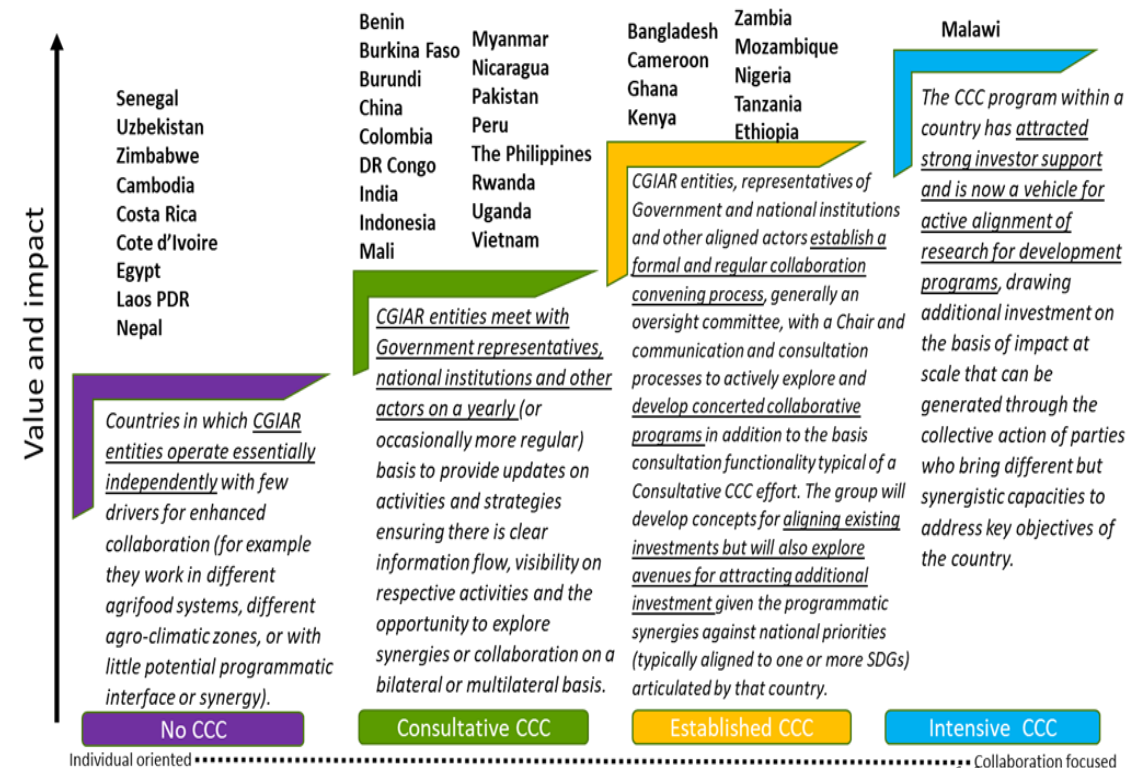 Value and impact
Senegal
Uzbekistan
Zimbabwe
Cambodia
Costa Rica
Cote d'Ivoire
Egypt
Laos PDR
Nepal
Countries in which CGIAR
entities operate essentially
independently with few
drivers for enhanced
collaboration (for example
they work in different
agrifood systems, different
agro-climatic zones, or with
little potential programmatic
interface or synergy).
No CCC
Benin
Burkina Faso
Burundi
China
Colombia
DR Congo
India
Indonesia
Mali
Myanmar
Nicaragua
Pakistan
Peru
The Philippines
Rwanda
Uganda
Vietnam
CGIAR entities meet with
Government representatives,
national institutions and other
actors on a yearly (or
occasionally more regular)
basis to provide updates on
activities and strategies
ensuring there is clear
information flow, visibility on
respective activities and the
opportunity to explore
synergies or collaboration on a
bilateral or multilateral basis.
Consultative CCC
Bangladesh
Cameroon
Ghana
Kenya
Zambia
Mozambique
Nigeria
Tanzania
Ethiopia
CGIAR entities, representatives of
Government and national institutions
and other aligned actors establish a
formal and regular collaboration
convening process, generally an
oversight committee, with a Chair and
communication and consultation
processes to actively explore and
develop concerted collaborative
programs in addition to the basis
consultation functionality typical of a
Consultative CCC effort. The group will
develop concepts for aligning existing
investments but will also explore
avenues for attracting additional
investment given the programmatic
synergies against national priorities
(typically aligned to one or more SDGs)
articulated by that country.
Established CCC
Malawi
The CCC program within a
country has attracted
strong investor support
and is now a vehicle for
active alignment of
research for development
programs, drawing
additional investment on
the basis of impact at
scale that can be
generated through the
collective action of parties
who bring different but
synergistic capacities to
address key objectives of
the country.
Intensive CCC
Individual oriented
Collaboration focused